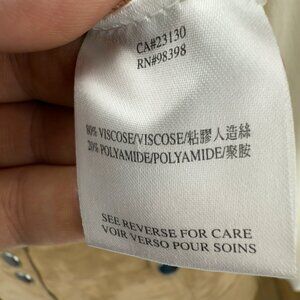 CA#23130
RN#98398
80% VISCOSE/VISCOSE/粘膠人造絲
20% POLYAMIDE/POLYAMIDE/聚胺
SEE REVERSE FOR CARE
VOIR VERSO POUR SOINS